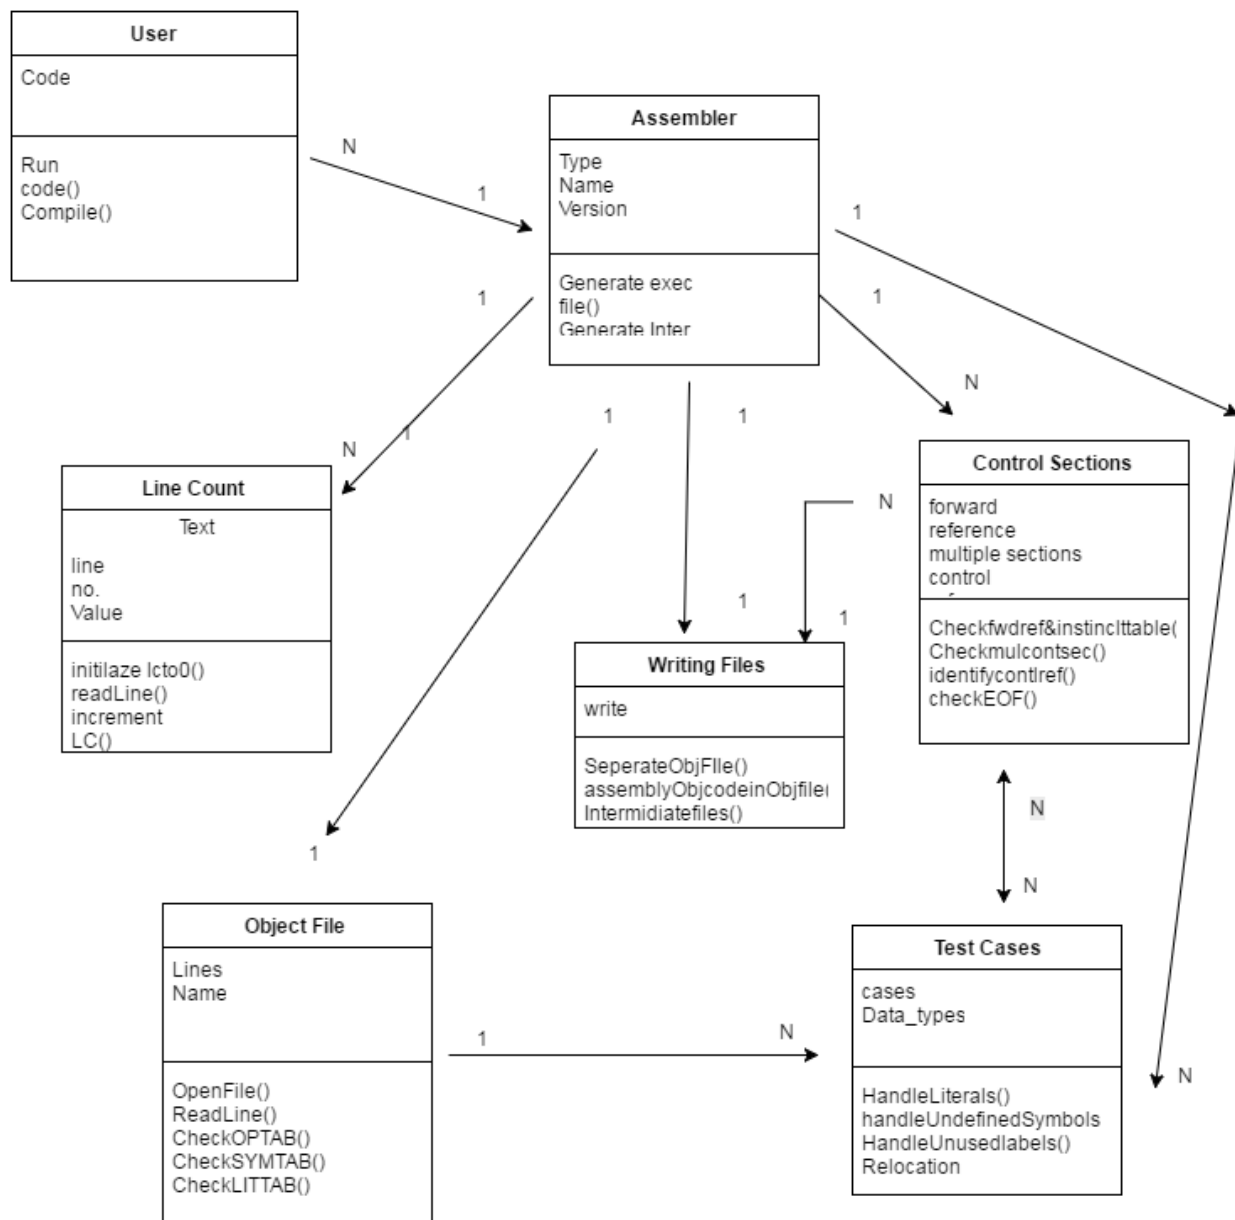 User
Code
Run
code()
Compile()
N
1
Assembler
Type
Name
Version
Generate exec
file()
Generate Inter
1
1
N
1
1
N
1
1
1
1
N
1
Line Count
Text
line
no.
Value
initilaze lcto0()
readLine()
increment
LC()
Control Sections
forward
reference
multiple sections
control
Checkfwdref&instinclttable(
Checkmulcontsec()
identifycontlref()
checkEOF()
Writing Files
write
SeperateObjFIle()
assemblyObjcodeinObjfile(
Intermidiatefiles()
N
N
1
Object File
Lines
Name
OpenFile()
ReadLine()
CheckOPTAB()
CheckSYMTAB()
CheckLITTAB()
1
N
Test Cases
cases
Data_types
HandleLiterals()
handleUndefinedSymbols
HandleUnusedlabels()
Relocation
N